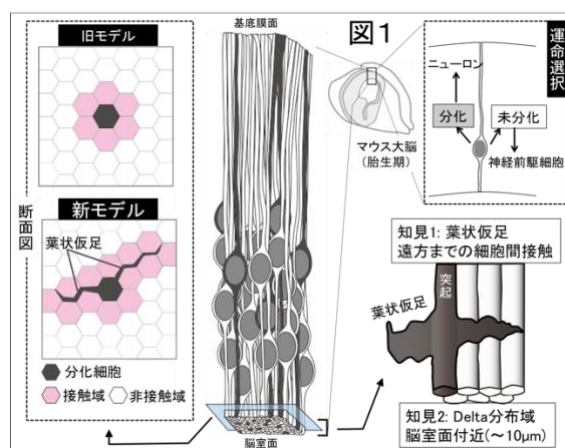 図1
旧モデル
新モデル
葉状仮足
断面図
分化細胞
接触域
非接触域
基底膜面
脳室面
マウス大脳
(胎生期)
運命選択
ニューロン
分化
未分化
神経前駆細胞
知見1: 葉状仮足
遠方までの細胞間接触
突起
葉状仮足
知見2: Delta分布域
脳室面付近(～10μm)